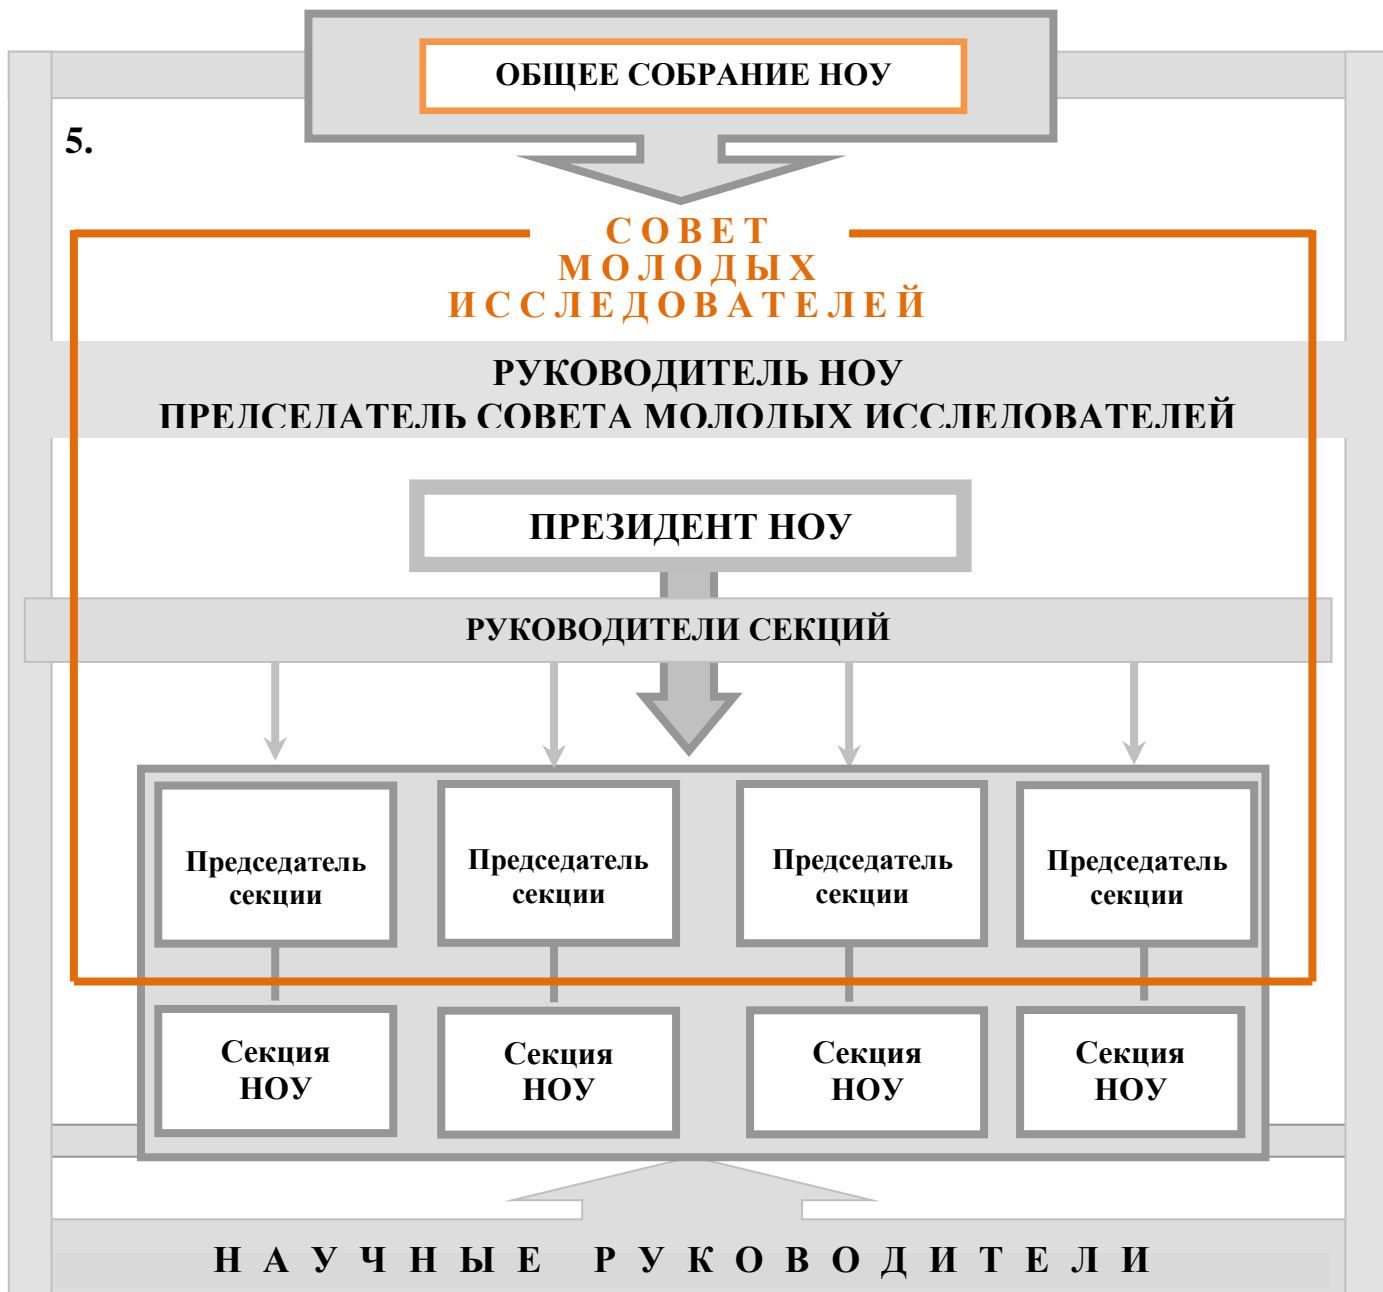 ОБЩЕЕ СОБРАНИЕ НОУ
5.
СОВЕТ
МОЛОДЫХ
ИССЛЕДОВАТЕЛЕЙ
РУКОВОДИТЕЛЬ НОУ
ПРЕДСЕДАТЕЛЬ СОВЕТА МОЛОДЫХ ИССЛЕДОВАТЕЛЕЙ
ПРЕЗИДЕНТ НОУ
РУКОВОДИТЕЛИ СЕКЦИЙ
Председатель
секции
Председатель
секции
Председатель
секции
Председатель
секции
Секция
НОУ
Секция
НОУ
Секция
НОУ
Секция
НОУ
НАУЧНЫЕ РУКОВОДИТЕЛИ